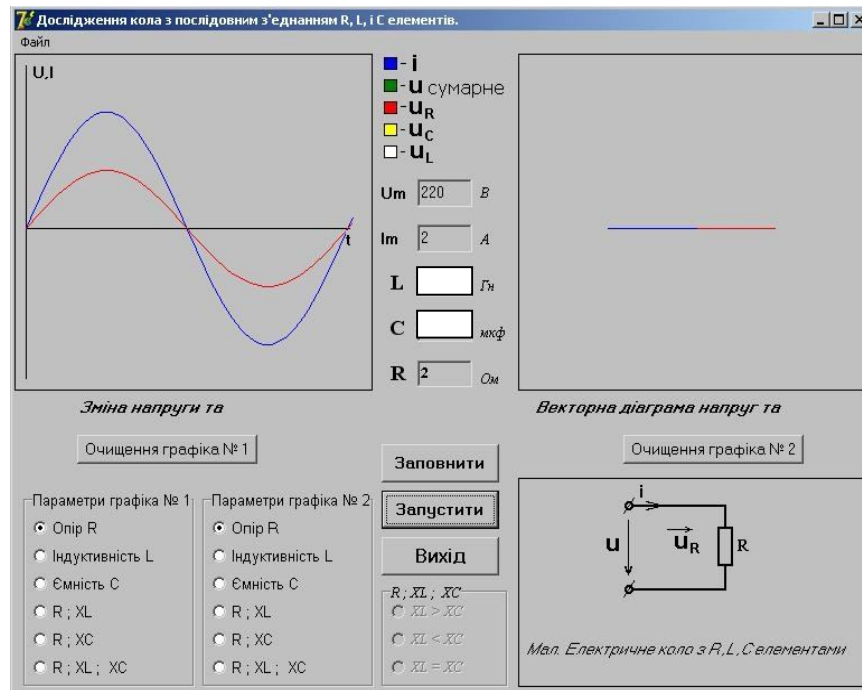 Дослідження кола з послідовним з'єднанням R, L, і C елементів.
Файл
U,I
t
- i
- u сумарне
- uR
- uC
- uL
Um 220 В
Im 2 А
L Гн
C мкф
R 2 Ом
Зміна напруги та
Векторна діаграма напруг та
Очищення графіка № 1
Очищення графіка № 2
Заповнити
Запустити
Вихід
Параметри графіка № 1
Опір R
Індуктивність L
Ємність C
R ; XL
R ; XC
R ; XL ; XC
Параметри графіка № 2
Опір R
Індуктивність L
Ємність C
R ; XL
R ; XC
R ; XL ; XC
R ; XL ; XC
XL > XC
XL < XC
XL = XC
i
u
uR
R
Мал. Електричне коло з R,L,C елементами